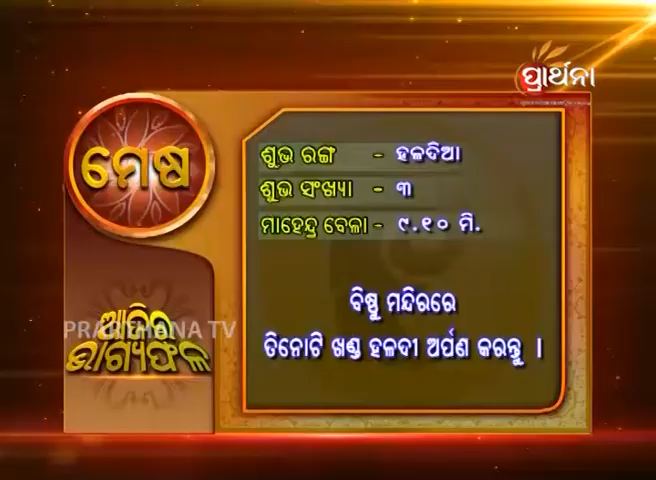 ପ୍ରାର୍ଥନା
ମେଷ
ଶୁଭ ରଙ୍ଗ - ହଳଦିଆ
ଶୁଭ ସଂଖ୍ୟା - ୩
ମାହେନ୍ଦ୍ର ବେଳା - ୯.୧୦ ମି.
ବିଷ୍ଣୁ ମନ୍ଦିରରେ
ତିନୋଟି ଖଣ୍ଡ ହଳଦୀ ଅର୍ପଣ କରନ୍ତୁ ।
ଆଜିର
PRARTHANA TV
ଭାଗ୍ୟଫଳ